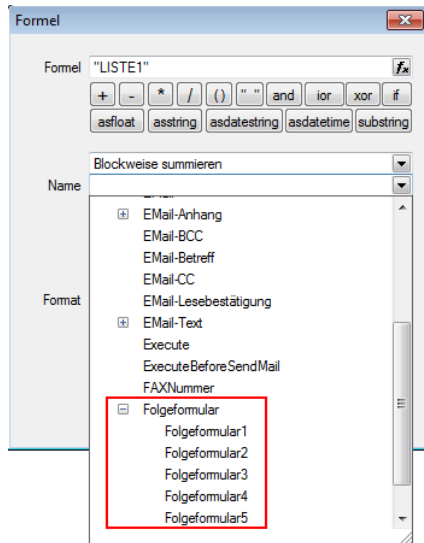 Formel
Formel "LISTE1" fx
+ - * / () " " and ior xor if
asfloat asstring asdatestring asdatetime substring
Blockweise summieren
Name
EMail-Anhang
EMail-BCC
EMail-Betreff
EMail-CC
Format EMail-Lesebestätigung
EMail-Text
Execute
ExecuteBeforeSendMail
FAXNummer
Folgeformular
Folgeformular1
Folgeformular2
Folgeformular3
Folgeformular4
Folgeformular5